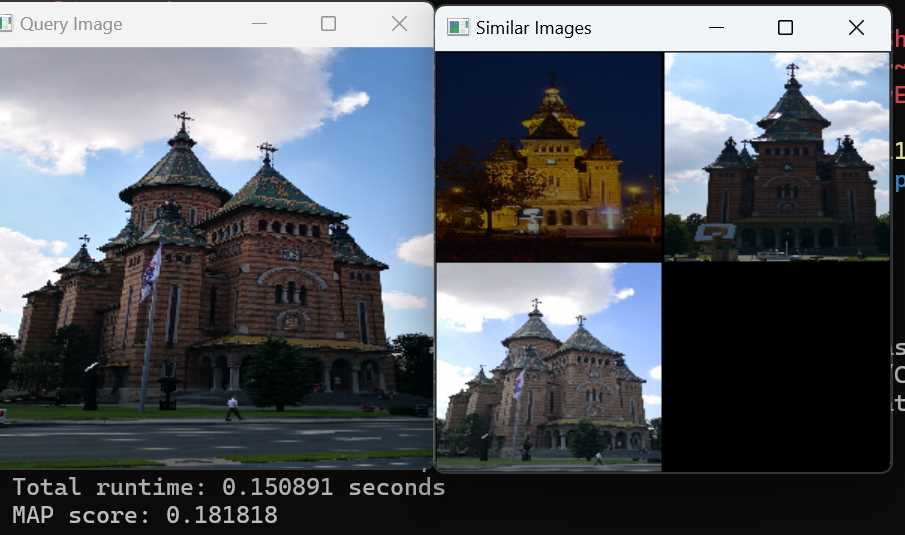 Query Image
Similar Images
Total runtime: 0.150891 seconds
MAP score: 0.181818